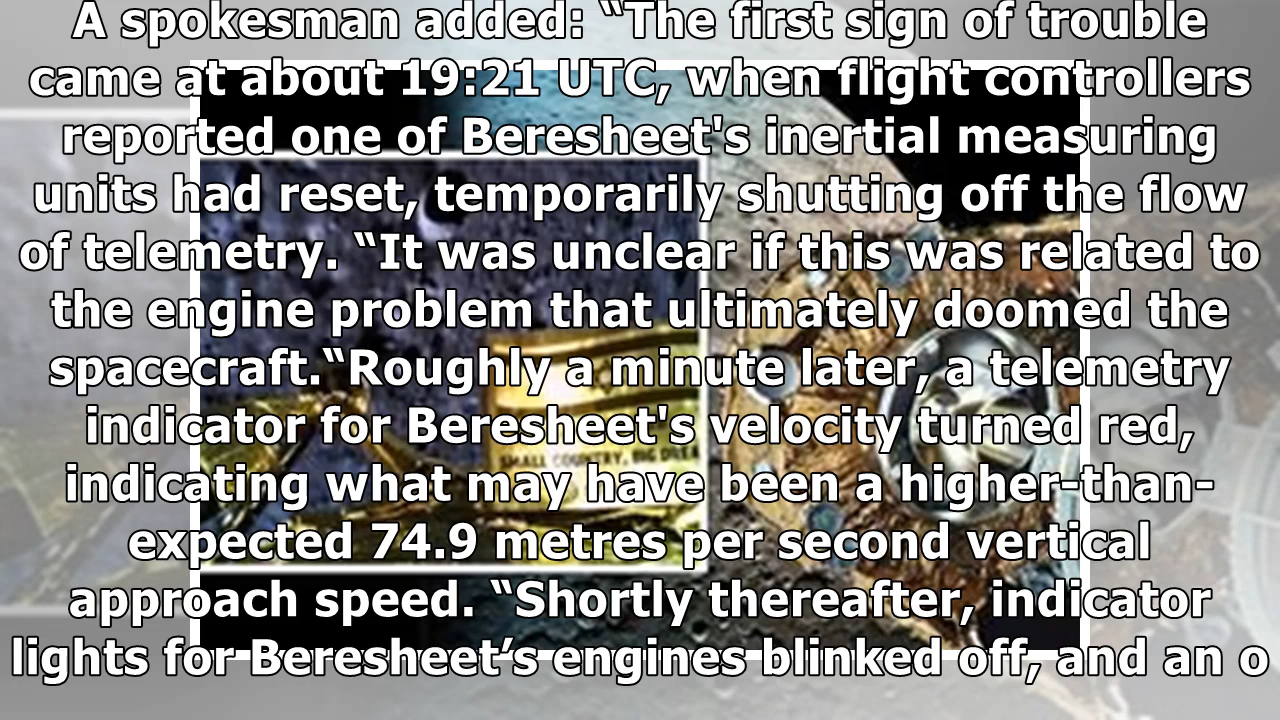 A spokesman added: “The first sign of trouble
came at about 19:21 UTC, when flight controllers
reported one of Beresheet's inertial measuring
units had reset, temporarily shutting off the flow
of telemetry. “It was unclear if this was related to
the engine problem that ultimately doomed the
spacecraft.“Roughly a minute later, a telemetry
indicator for Beresheet's velocity turned red,
SMALL COUNTRY, BIG DREA
indicating what may have been a higher-than-
expected 74.9 metres per second vertical
approach speed. “Shortly thereafter, indicator
lights for Beresheet’s engines blinked off, and an o